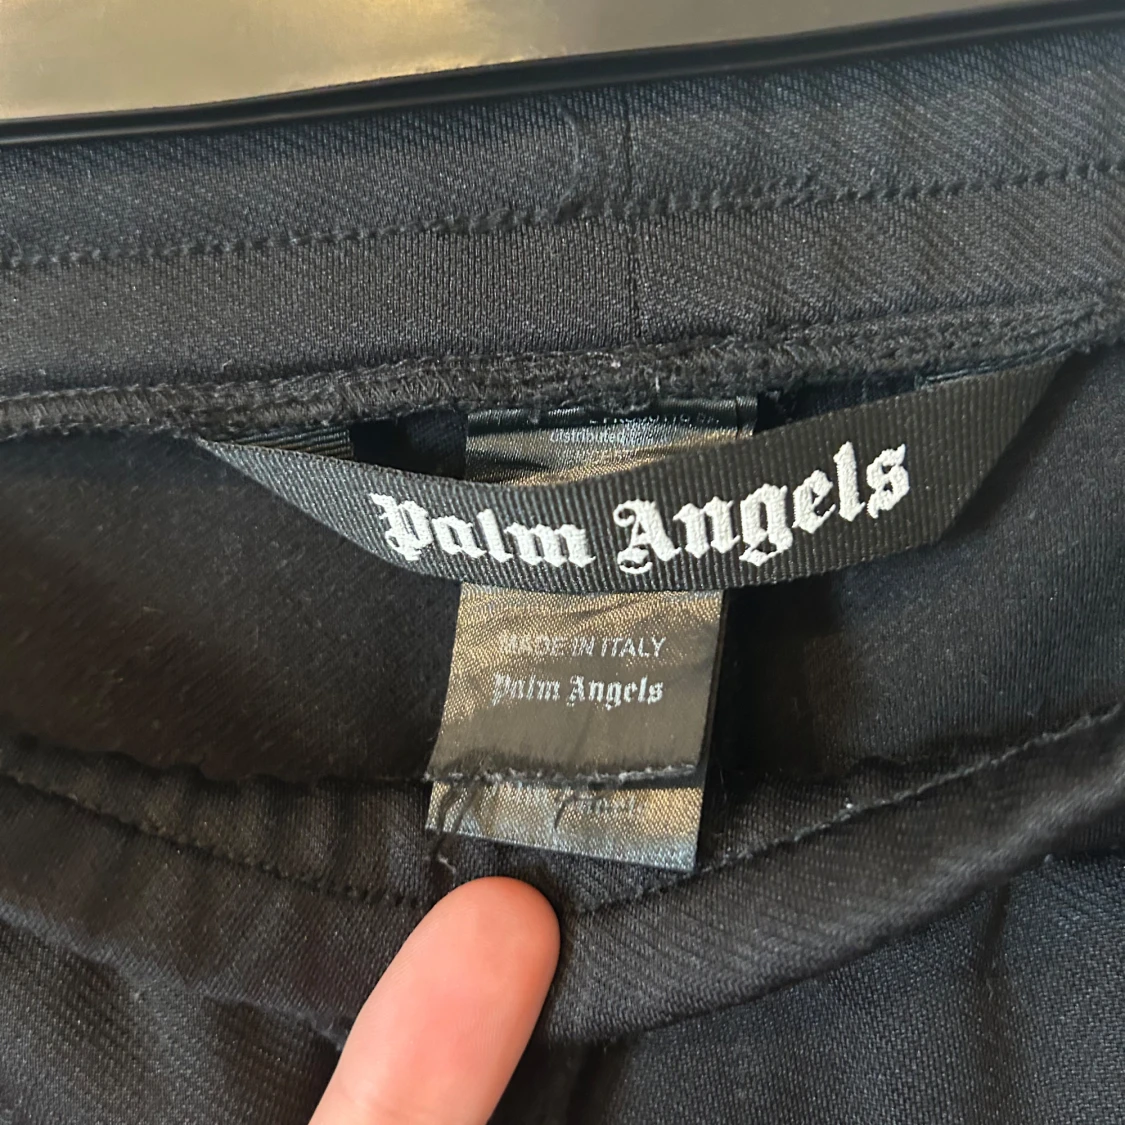 Distributed
Palm Angels
MADE IN ITALY
Palm Angels